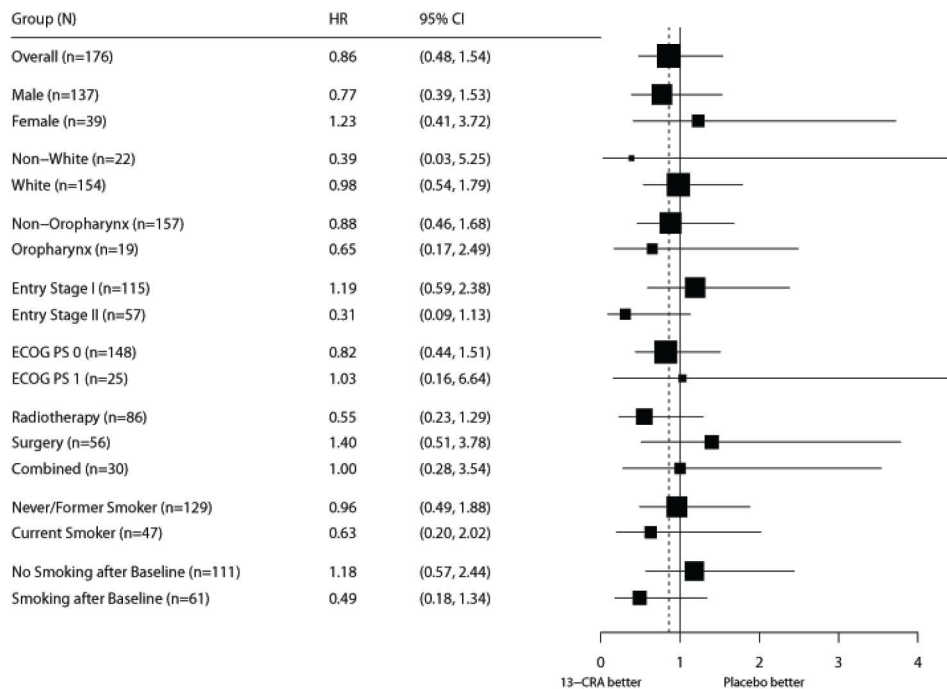 Group (N) HR 95% CI
Overall (n=176) 0.86 (0.48, 1.54)
Male (n=137) 0.77 (0.39, 1.53)
Female (n=39) 1.23 (0.41, 3.72)
Non−White (n=22) 0.39 (0.03, 5.25)
White (n=154) 0.98 (0.54, 1.79)
Non−Oropharynx (n=157) 0.88 (0.46, 1.68)
Oropharynx (n=19) 0.65 (0.17, 2.49)
Entry Stage I (n=115) 1.19 (0.59, 2.38)
Entry Stage II (n=57) 0.31 (0.09, 1.13)
ECOG PS 0 (n=148) 0.82 (0.44, 1.51)
ECOG PS 1 (n=25) 1.03 (0.16, 6.64)
Radiotherapy (n=86) 0.55 (0.23, 1.29)
Surgery (n=56) 1.40 (0.51, 3.78)
Combined (n=30) 1.00 (0.28, 3.54)
Never/Former Smoker (n=129) 0.96 (0.49, 1.88)
Current Smoker (n=47) 0.63 (0.20, 2.02)
No Smoking after Baseline (n=111) 1.18 (0.57, 2.44)
Smoking after Baseline (n=61) 0.49 (0.18, 1.34)
0 1 2 3 4
13−CRA better Placebo better